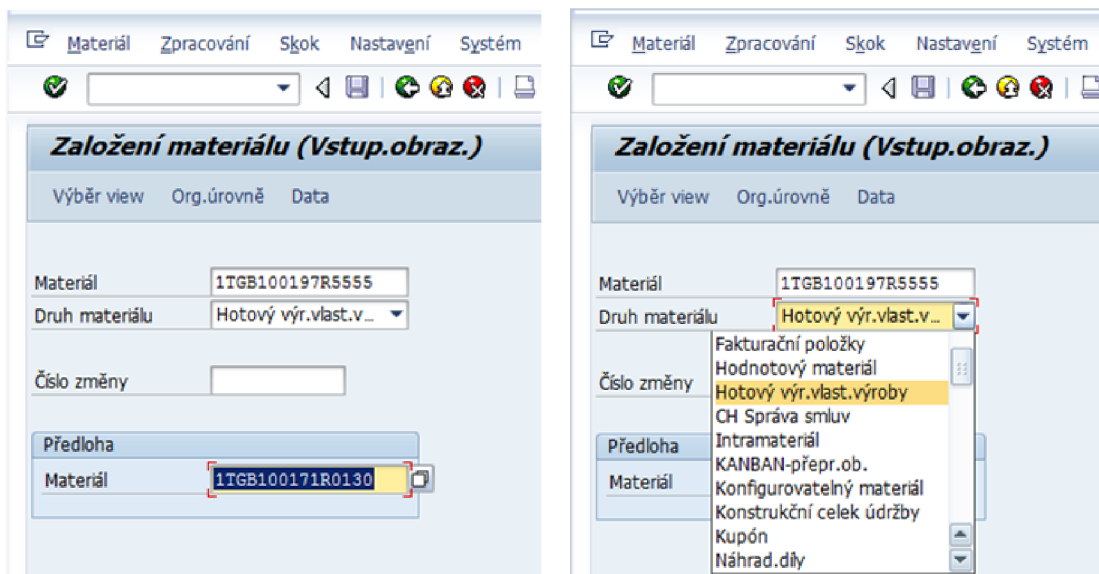 Materiál Zpracování Skok Nastavení Systém
Založení materiálu (Vstup.obraz.)
Výběr view Org.úrovně Data
Materiál 1TGB100197R5555
Druh materiálu Hotový výr.vlast.v...
Číslo změny
Předloha
Materiál 1TGB100171R0130
Materiál Zpracování Skok Nastavení Systém
Založení materiálu (Vstup.obraz.)
Výběr view Org.úrovně Data
Materiál 1TGB100197R5555
Druh materiálu Hotový výr.vlast.v...
Fakturační položky
Hodnotový materiál
Číslo změny
Hotový výr.vlast.výroby
CH Správa smluv
Předloha
Intramateriál
KANBAN-přepr.ob.
Materiál
Konfigurovatelný materiál
Konstrukční celek údržby
Kupón
Náhrad.díly